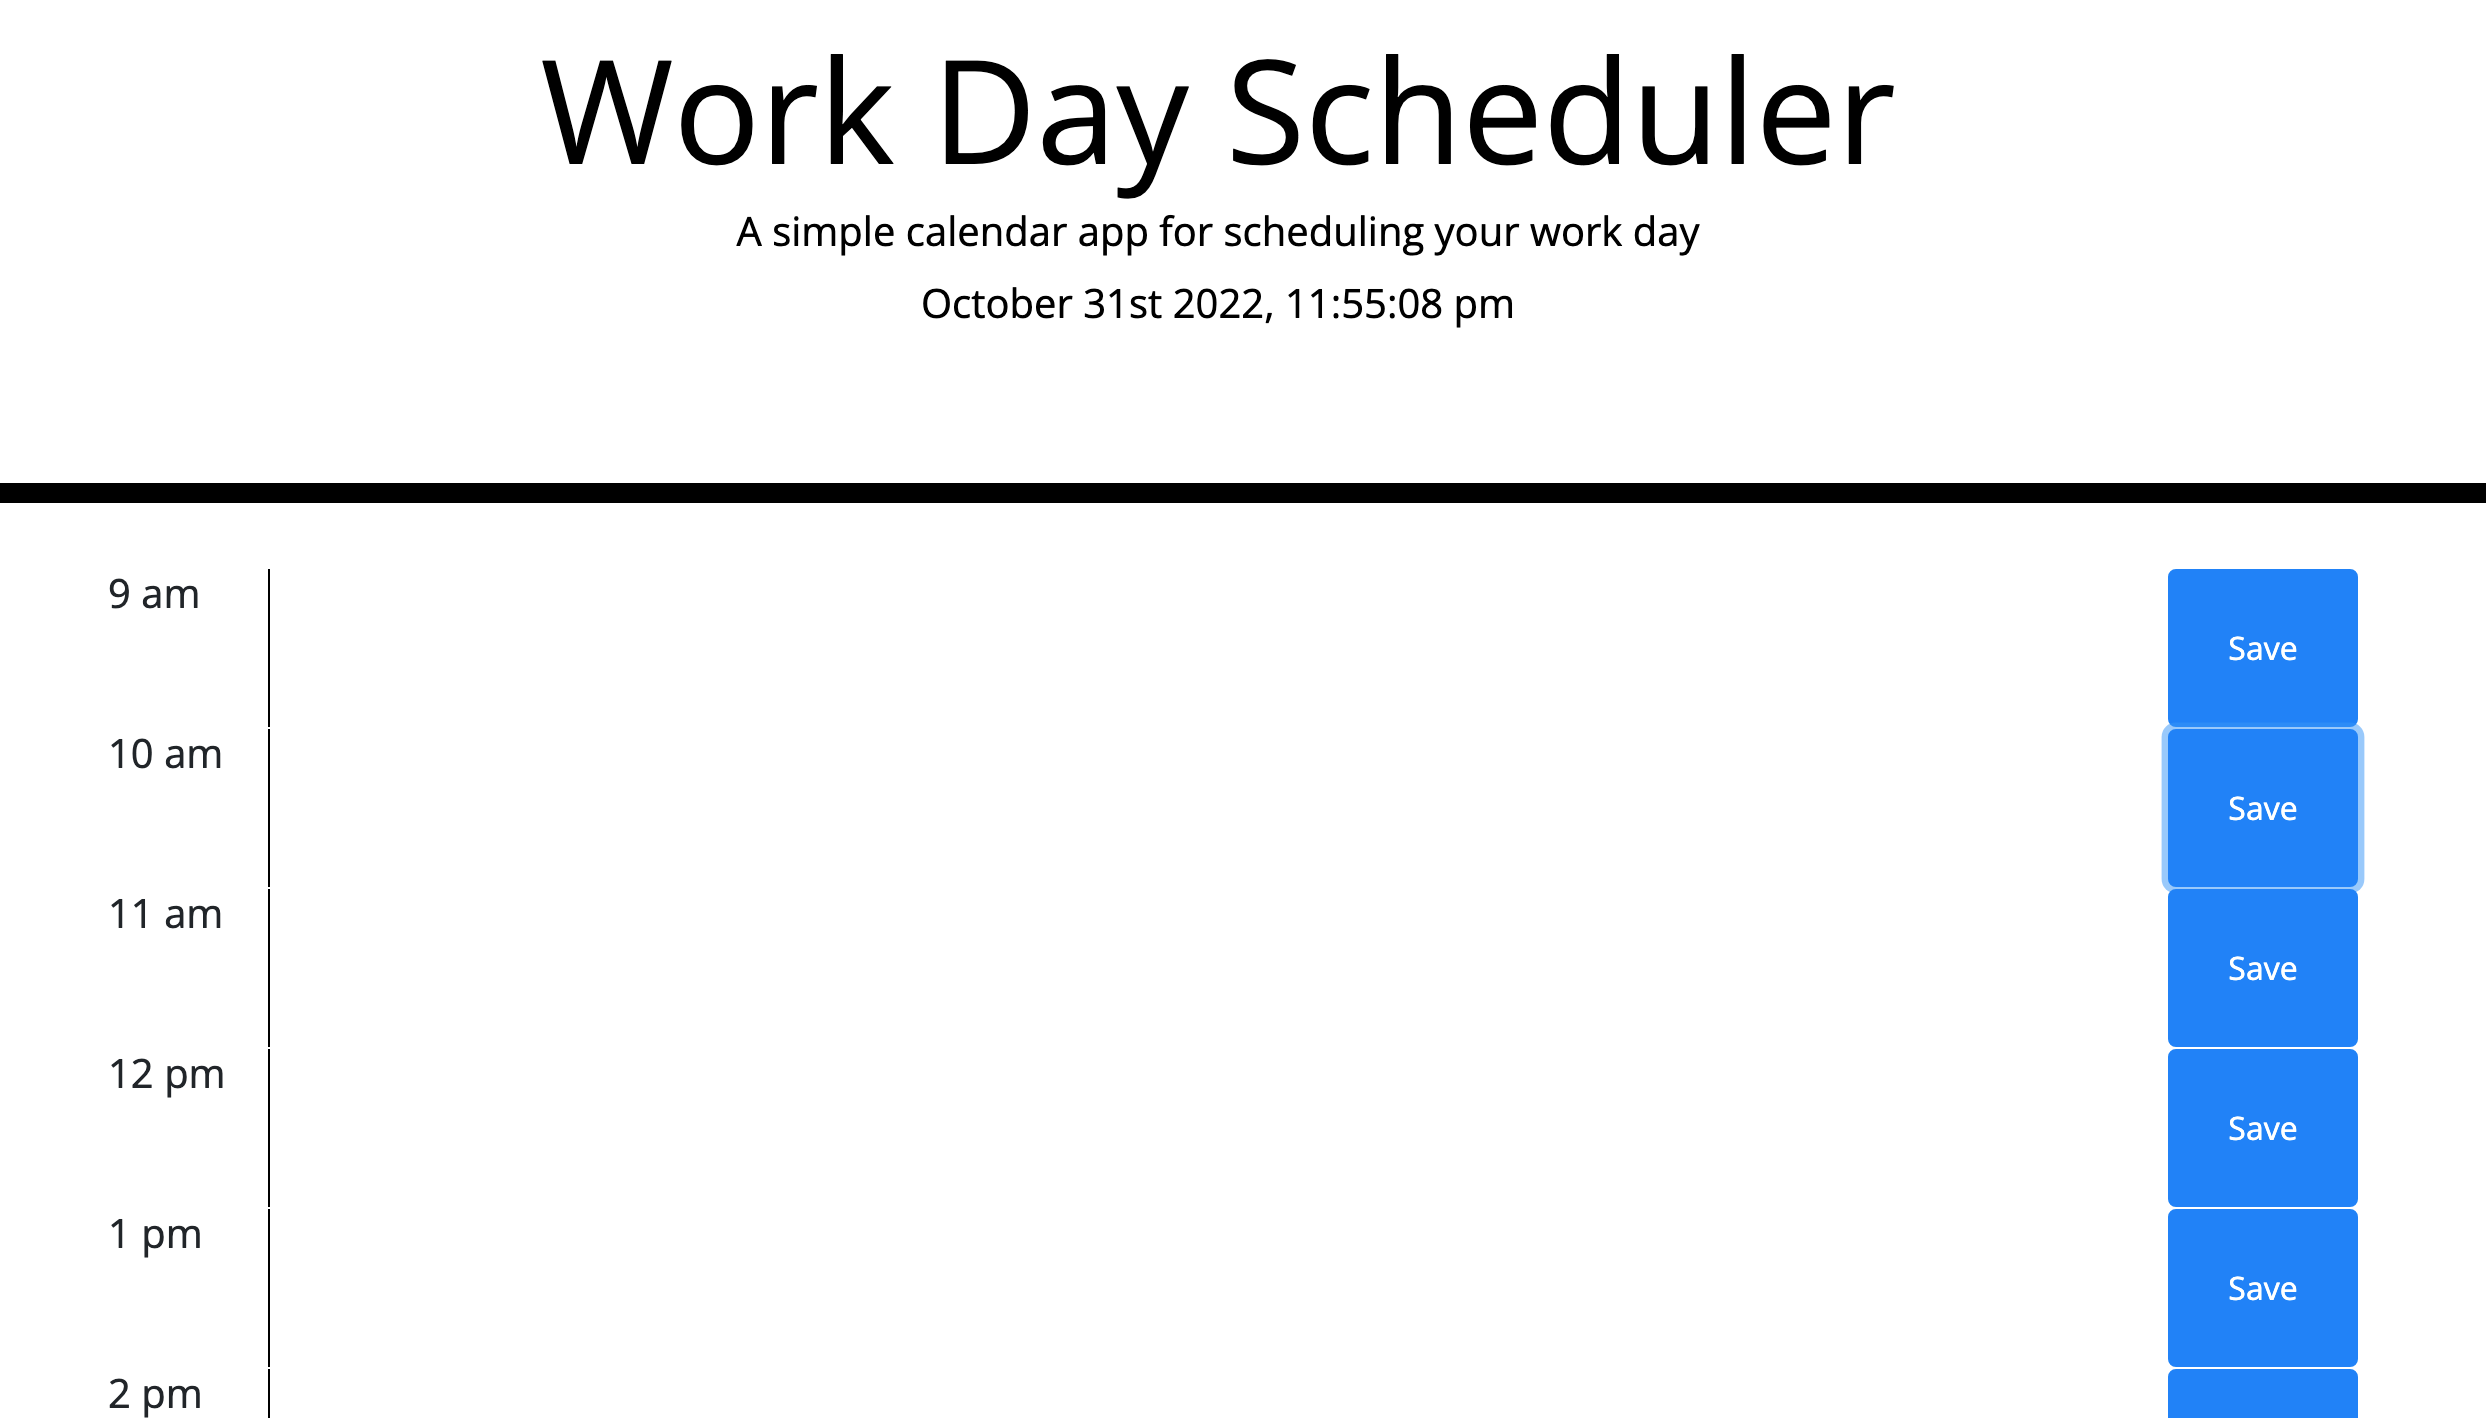 Work Day Scheduler
A simple calendar app for scheduling your work day
October 31st 2022, 11:55:08 pm
9 am
Save
10 am
Save
11 am
Save
12 pm
Save
1 pm
Save
2 pm